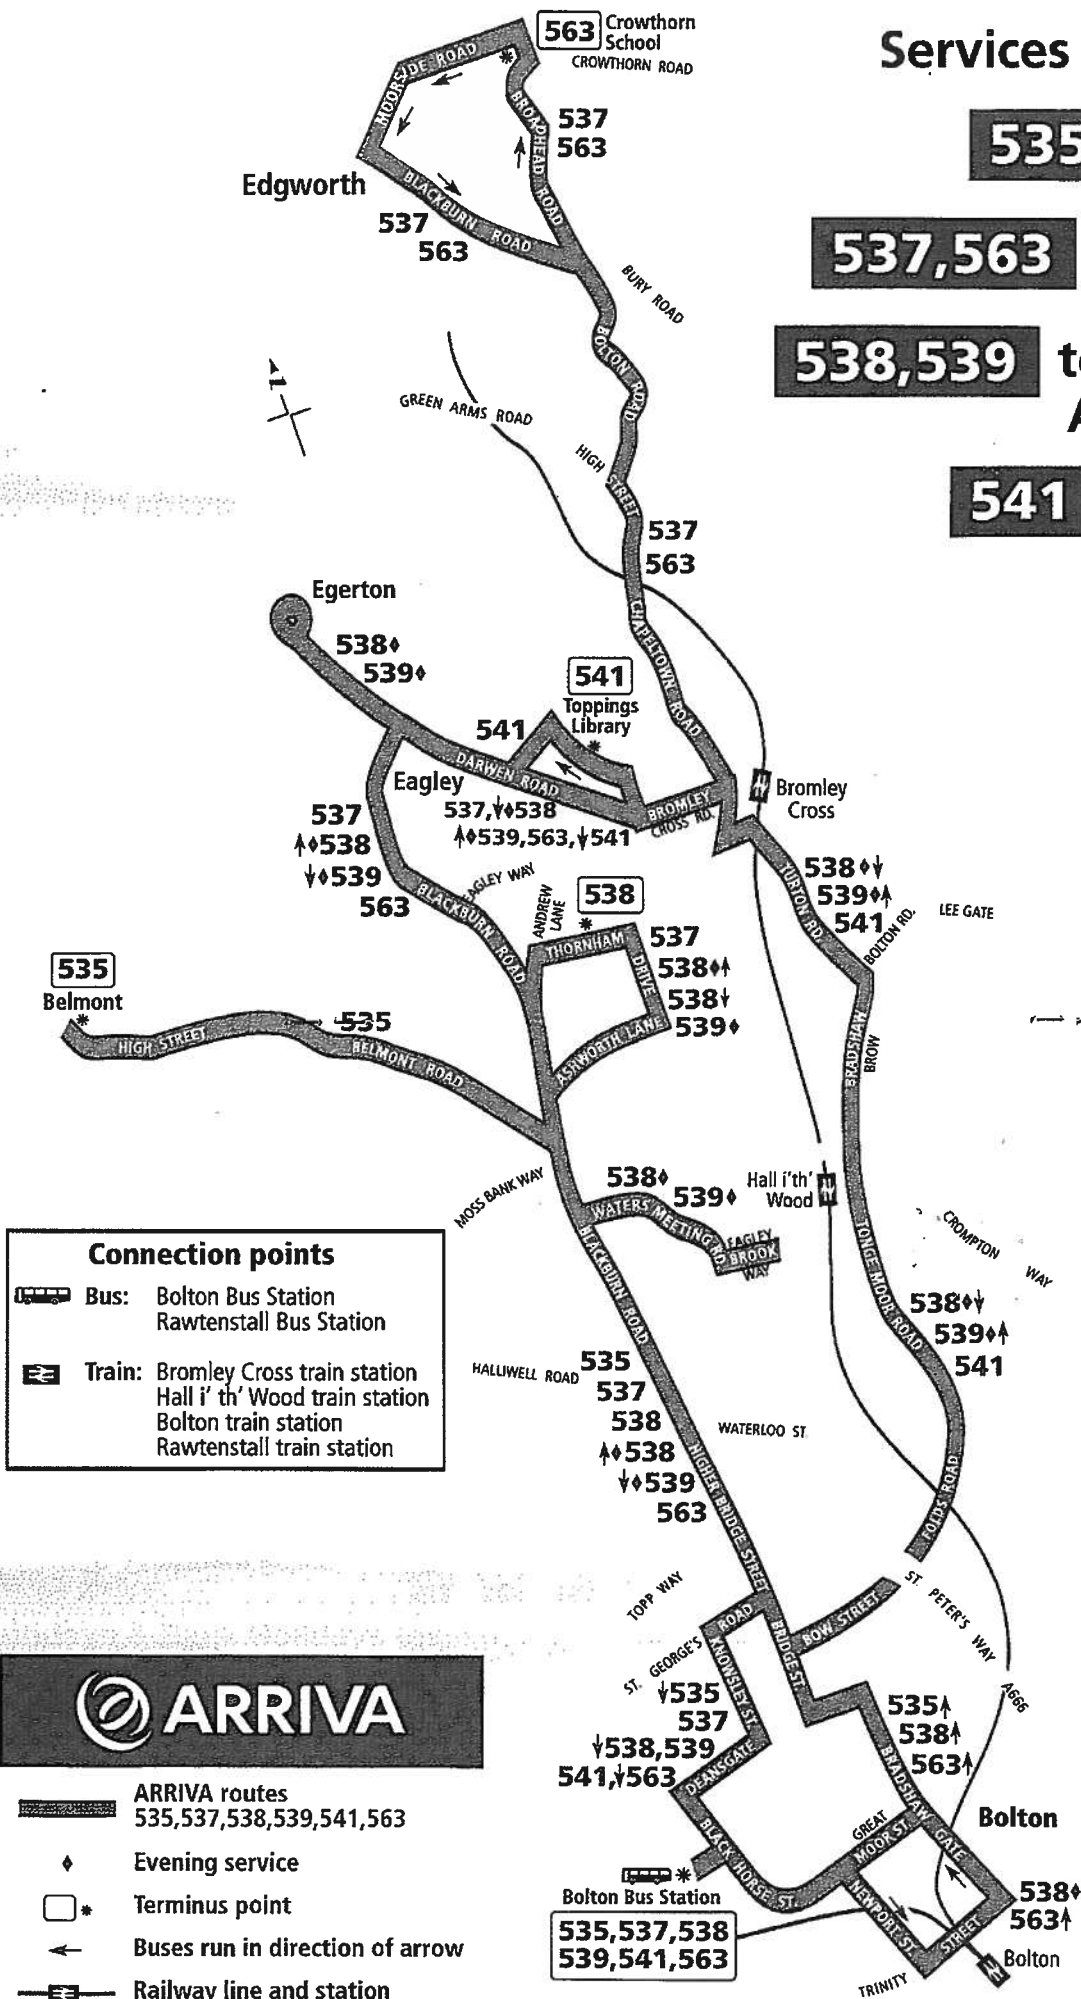 563
Crowthorn
School
CROWTHORN ROAD
Services
MOORSIDE ROAD
BROADHEAD ROAD
537
563
535
Edgworth
BLACKBURN ROAD
537
563
537,563
BURY ROAD
BOLTON ROAD
538,539
GREEN ARMS ROAD
HIGH STREET
541
537
563
Egerton
CHAPELTOWN ROAD
538♦
539♦
541
Toppings
Library
541
DARWEN ROAD
Eagley
BROMLEY
CROSS RD.
Bromley
Cross
537,↓♦538
↑♦539,563,↓541
537
↑♦538
↓♦539
563
EAGLEY WAY
BLACKBURN ROAD
ANDREW
LANE
538
TURTON RD.
538♦↓
539♦↑
541
BOLTON RD.
LEE GATE
THORNHAM
DRIVE
537
538♦↑
538↓
539♦
ASHWORTH LANE
535
Belmont
HIGH STREET
535
BELMONT ROAD
BRADSHAW
BROW
MOSS BANK WAY
538♦
539♦
WATERS MEETING RD.
EAGLEY
BROOK
WAY
Hall i'th'
Wood
CROMPTON
WAY
TONGE MOOR ROAD
BLACKBURN ROAD
538♦↓
539♦↑
541
Connection points
Bus: Bolton Bus Station
Rawtenstall Bus Station
Train: Bromley Cross train station
Hall i' th' Wood train station
Bolton train station
Rawtenstall train station
HALLIWELL ROAD
535
537
538
↑♦538
↓♦539
563
WATERLOO ST.
HIGHER BRIDGE STREET
FOLDS ROAD
TOPP WAY
ST. PETER'S WAY
A666
ST. GEORGE'S
ROAD
BRIDGE ST.
BOW STREET
KNOWSLEY ST.
↓535
537
↓538,539
541,↓563
DEANSGATE
535↑
538↑
563↑
BRADSHAW GATE
Bolton
BLACK HORSE ST.
GREAT
MOOR ST.
NEWPORT ST.
STREET
TRINITY
538♦
563↑
Bolton
Bolton Bus Station
535,537,538
539,541,563
ARRIVA
ARRIVA routes
535,537,538,539,541,563
Evening service
Terminus point
Buses run in direction of arrow
Railway line and station